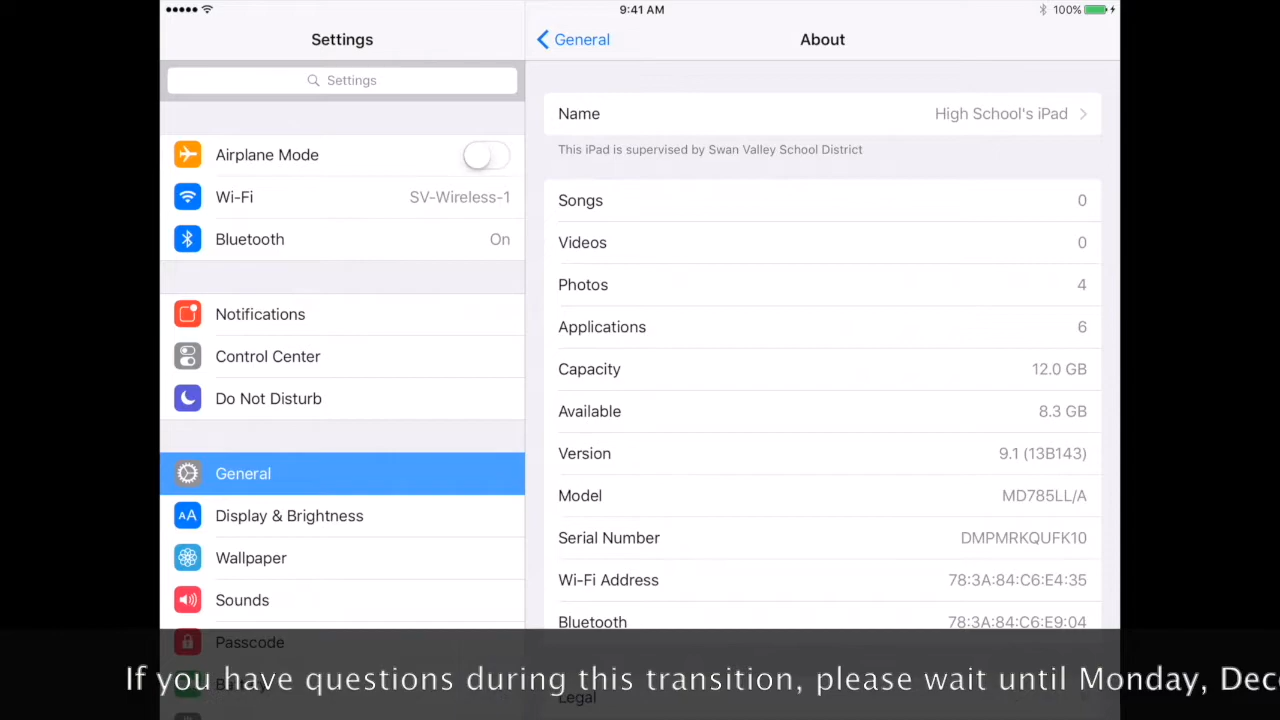 9:41 AM
100%
Settings
General
About
Settings
Name
High School's iPad
This iPad is supervised by Swan Valley School District
Airplane Mode
Wi-Fi
SV-Wireless-1
Bluetooth
On
Notifications
Control Center
Do Not Disturb
General
Display & Brightness
Wallpaper
Sounds
Passcode
Songs
0
Videos
0
Photos
4
Applications
6
Capacity
12.0 GB
Available
8.3 GB
Version
9.1 (13B143)
Model
MD785LL/A
Serial Number
DMPMRKQUFK10
Wi-Fi Address
78:3A:84:C6:E4:35
Bluetooth
78:3A:84:C6:E9:04
Legal
If you have questions during this transition, please wait until Monday, Dec